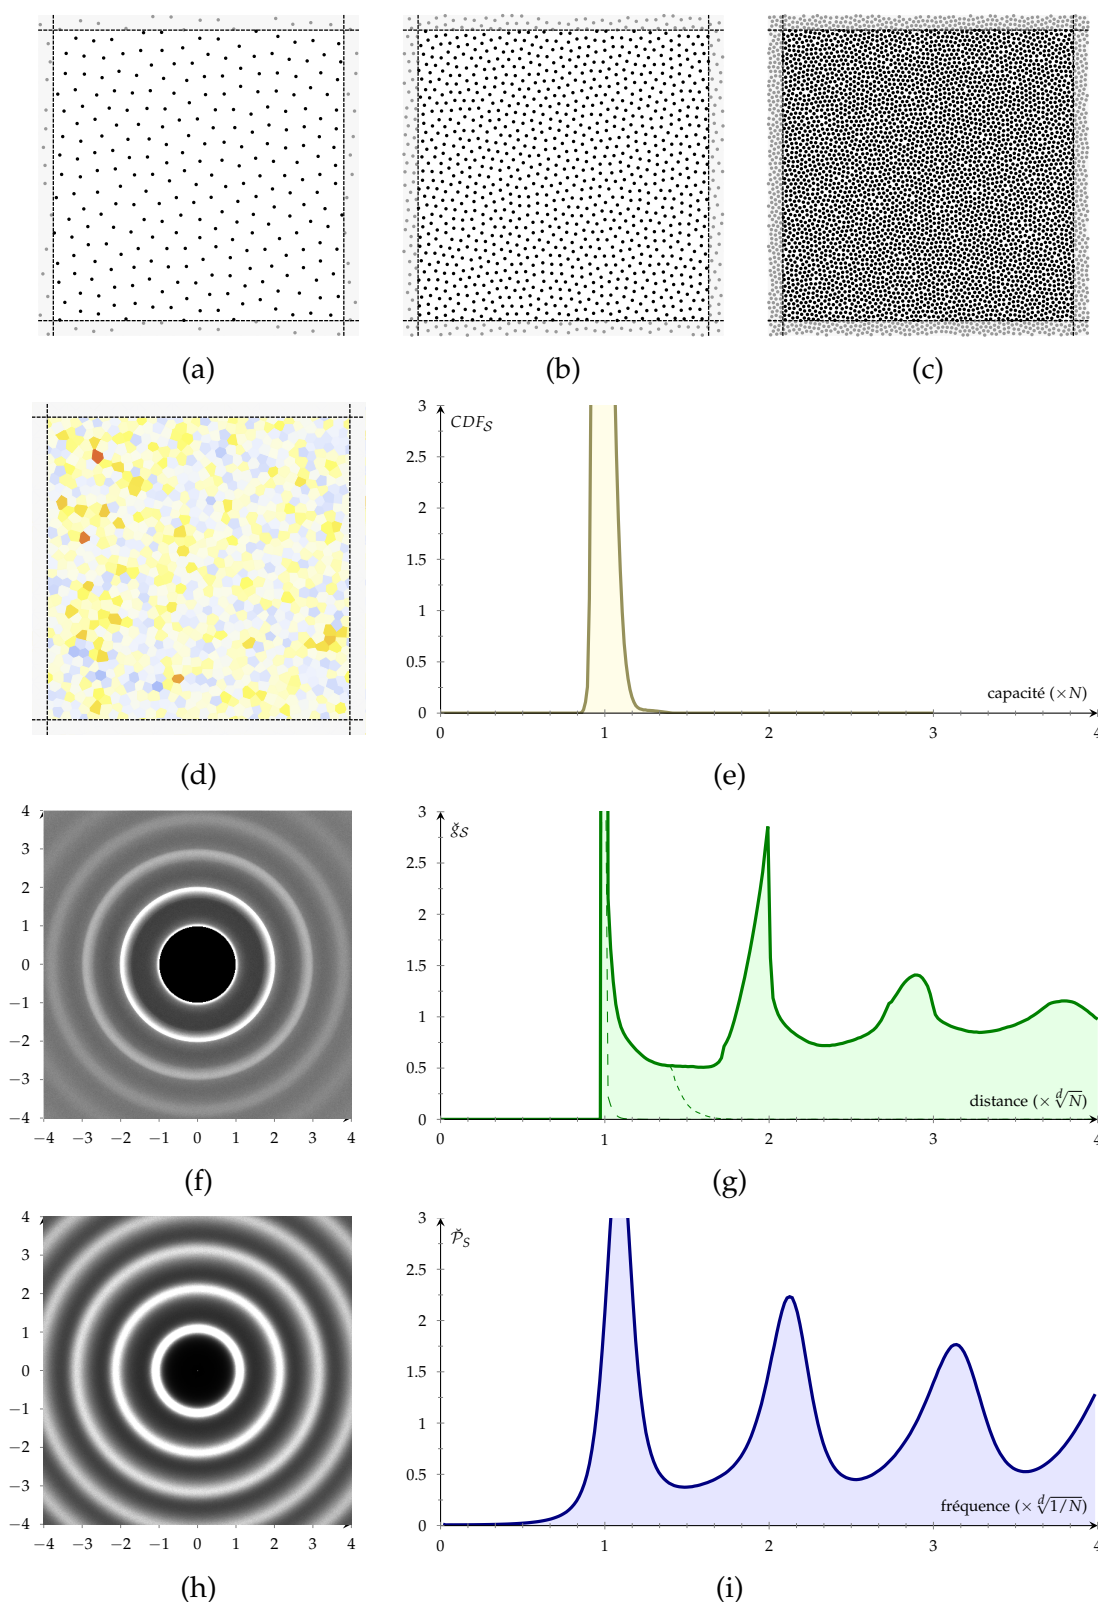 (a) (b) (c)
3
2.5
2
1.5
1
0.5
0
CDF_S
capacité (×N)
0 1 2 3 4
(d) (e)
4
3
2
1
0
−1
−2
−3
−4
−4 −3 −2 −1 0 1 2 3 4
3
2.5
2
1.5
1
0.5
0
ğ_S
distance (× ᵈ√N)
0 1 2 3 4
(f) (g)
4
3
2
1
0
−1
−2
−3
−4
−4 −3 −2 −1 0 1 2 3 4
3
2.5
2
1.5
1
0.5
0
𝒫̆_S
fréquence (× ᵈ√1/N)
0 1 2 3 4
(h) (i)